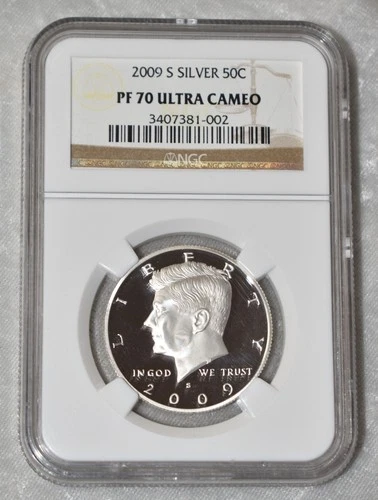 2009 S SILVER 50C
PF 70 ULTRA CAMEO
3407381-002
NGC
LIBERTY
IN GOD WE TRUST
S
2009